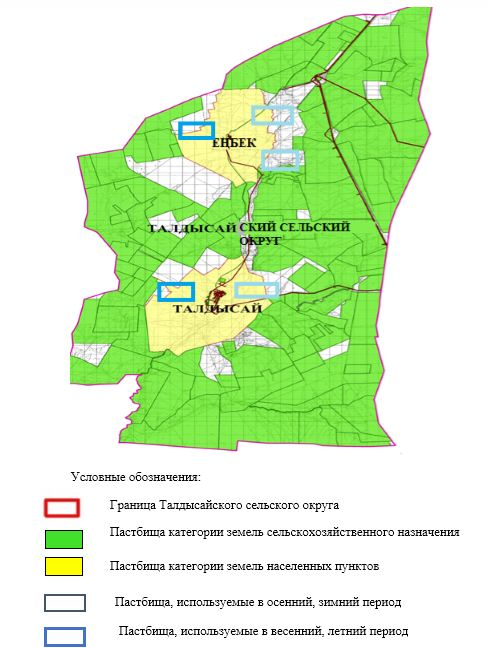 ЕҢБЕК
ТАЛДЫСАЙ СКИЙ СЕЛЬСКИЙ
ОКРУГ
ТАЛДЫСАЙ
Условные обозначения:
Граница Талдысайского сельского округа
Пастбища категории земель сельскохозяйственного назначения
Пастбища категории земель населенных пунктов
Пастбища, используемые в осенний, зимний период
Пастбища, используемые в весенний, летний период